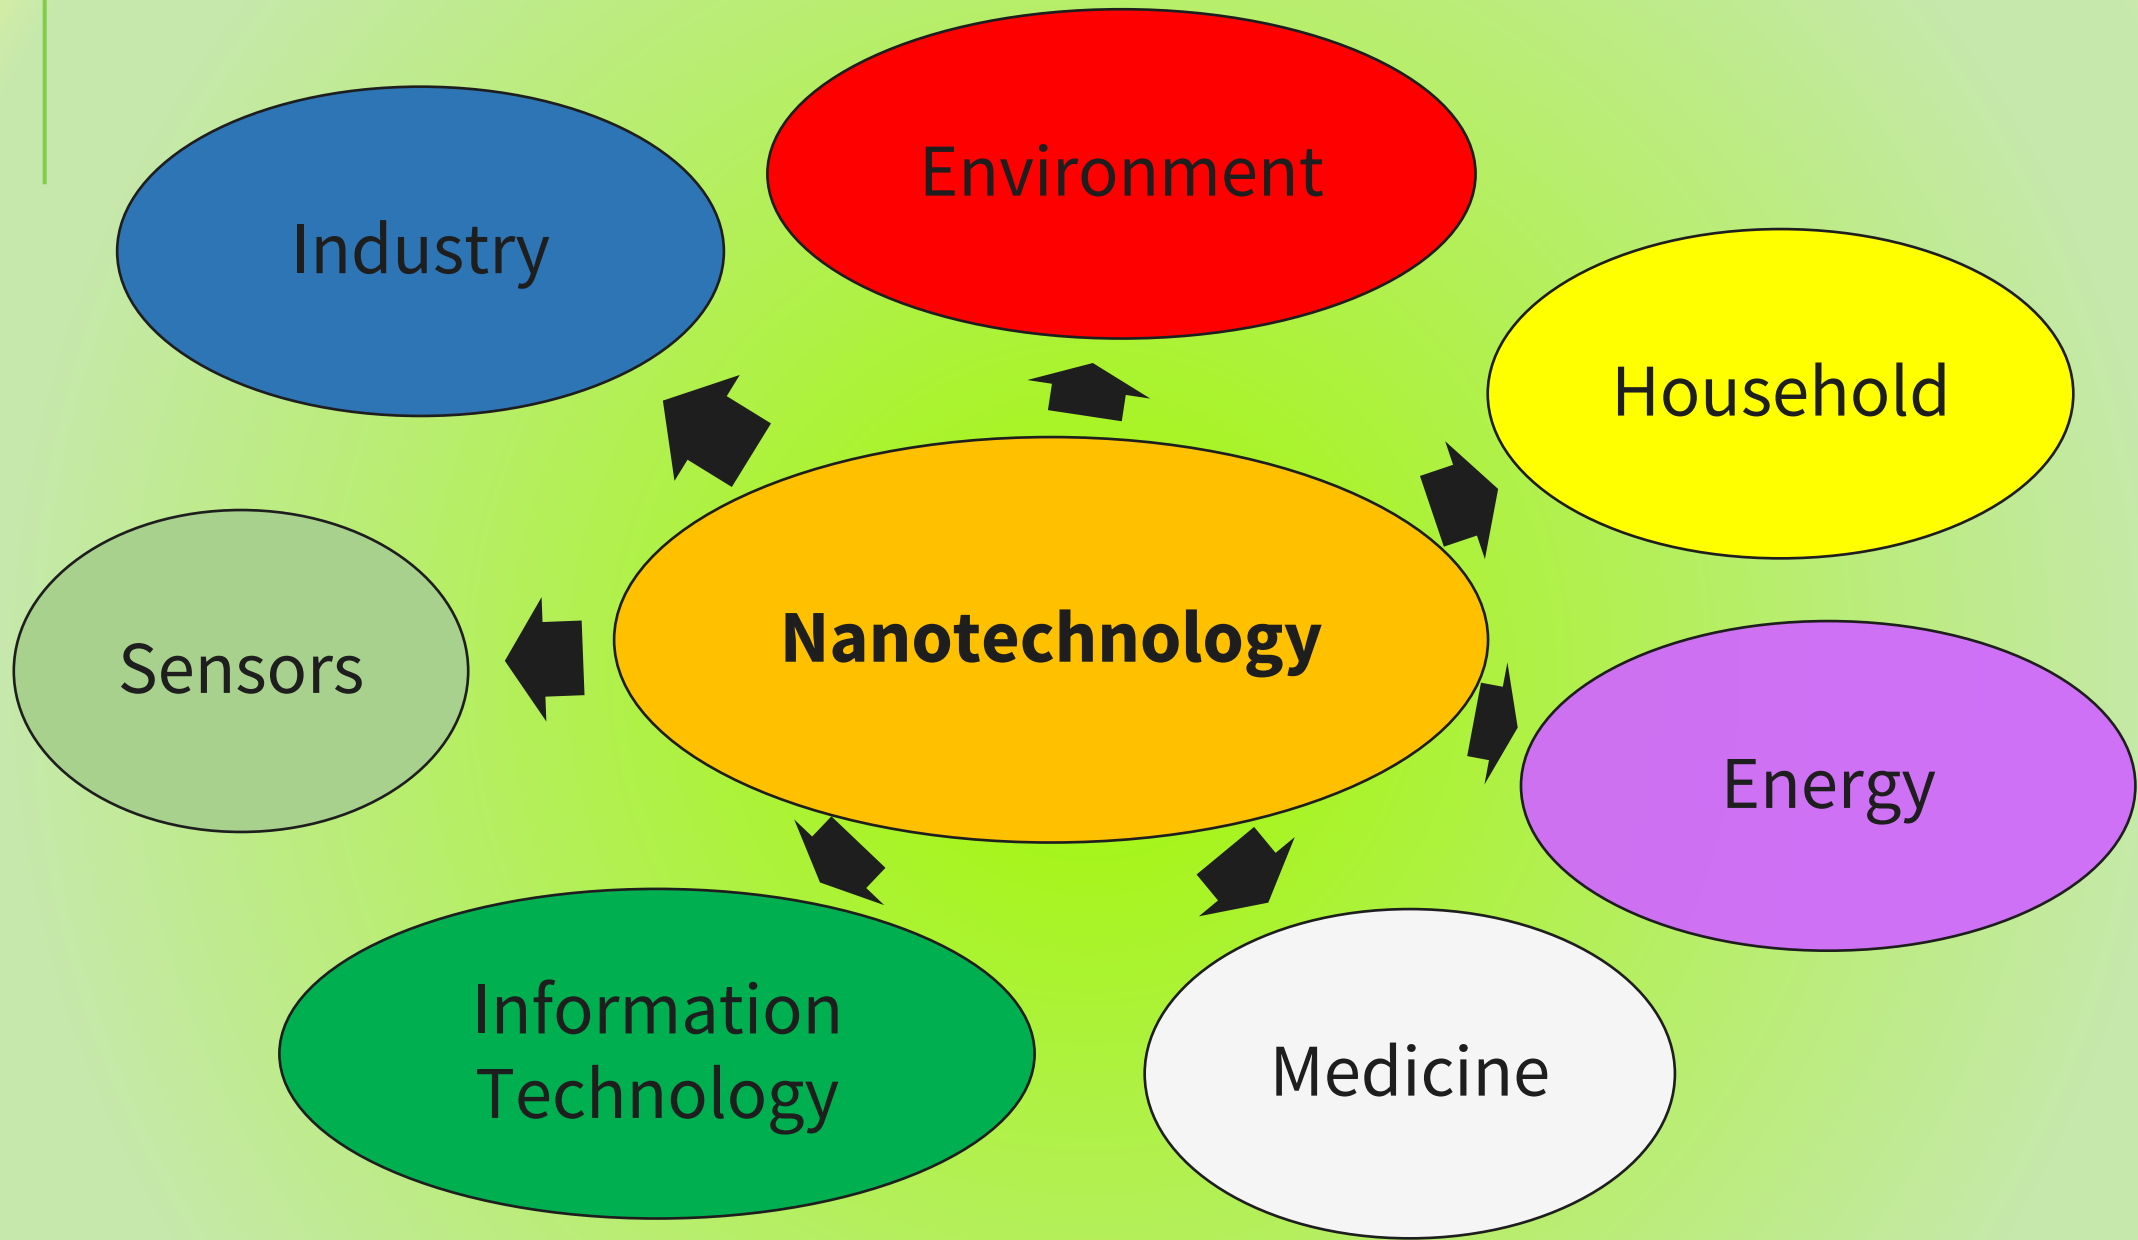 Environment
Industry
Household
Nanotechnology
Sensors
Energy
Information
Technology
Medicine